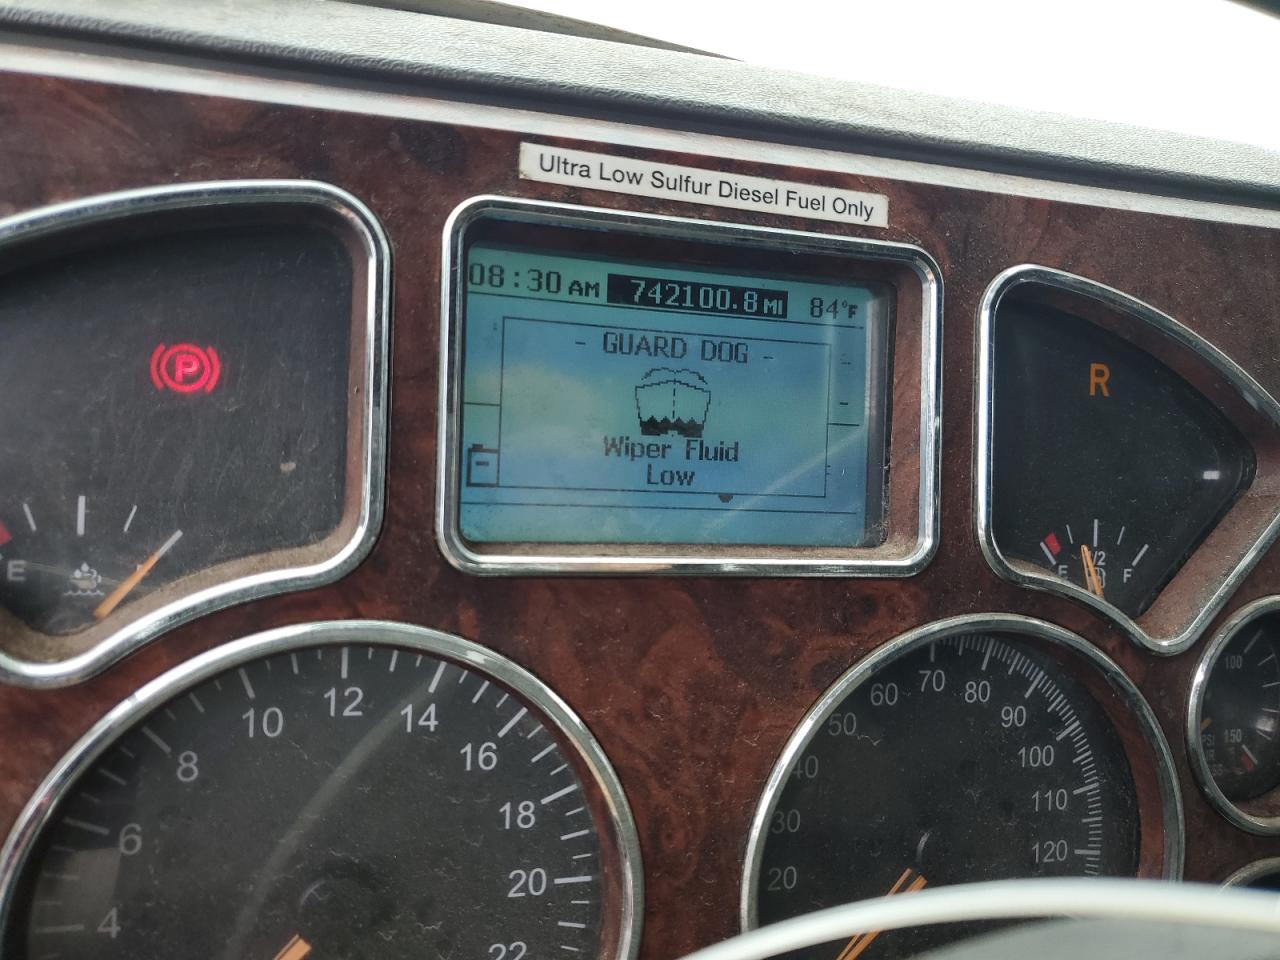 Ultra Low Sulfur Diesel Fuel Only
08:30 AM 742100.8 MI 84°F
- GUARD DOG -
Wiper Fluid
Low
P
R
E
E 1/2 F
4
6
8
10
12
14
16
18
20
22
20
30
40
50
60
70
80
90
100
110
120
100
150